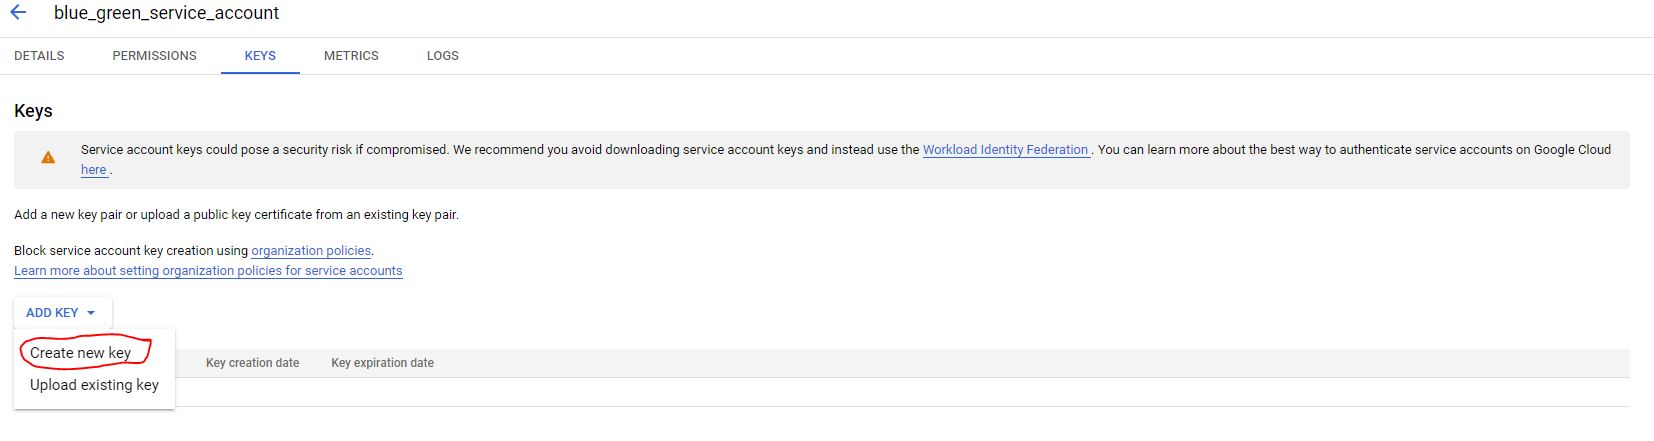 blue_green_service_account
DETAILS PERMISSIONS KEYS METRICS LOGS
Keys
Service account keys could pose a security risk if compromised. We recommend you avoid downloading service account keys and instead use the Workload Identity Federation . You can learn more about the best way to authenticate service accounts on Google Cloud
here .
Add a new key pair or upload a public key certificate from an existing key pair.
Block service account key creation using organization policies.
Learn more about setting organization policies for service accounts
ADD KEY
Create new key
Key creation date Key expiration date
Upload existing key